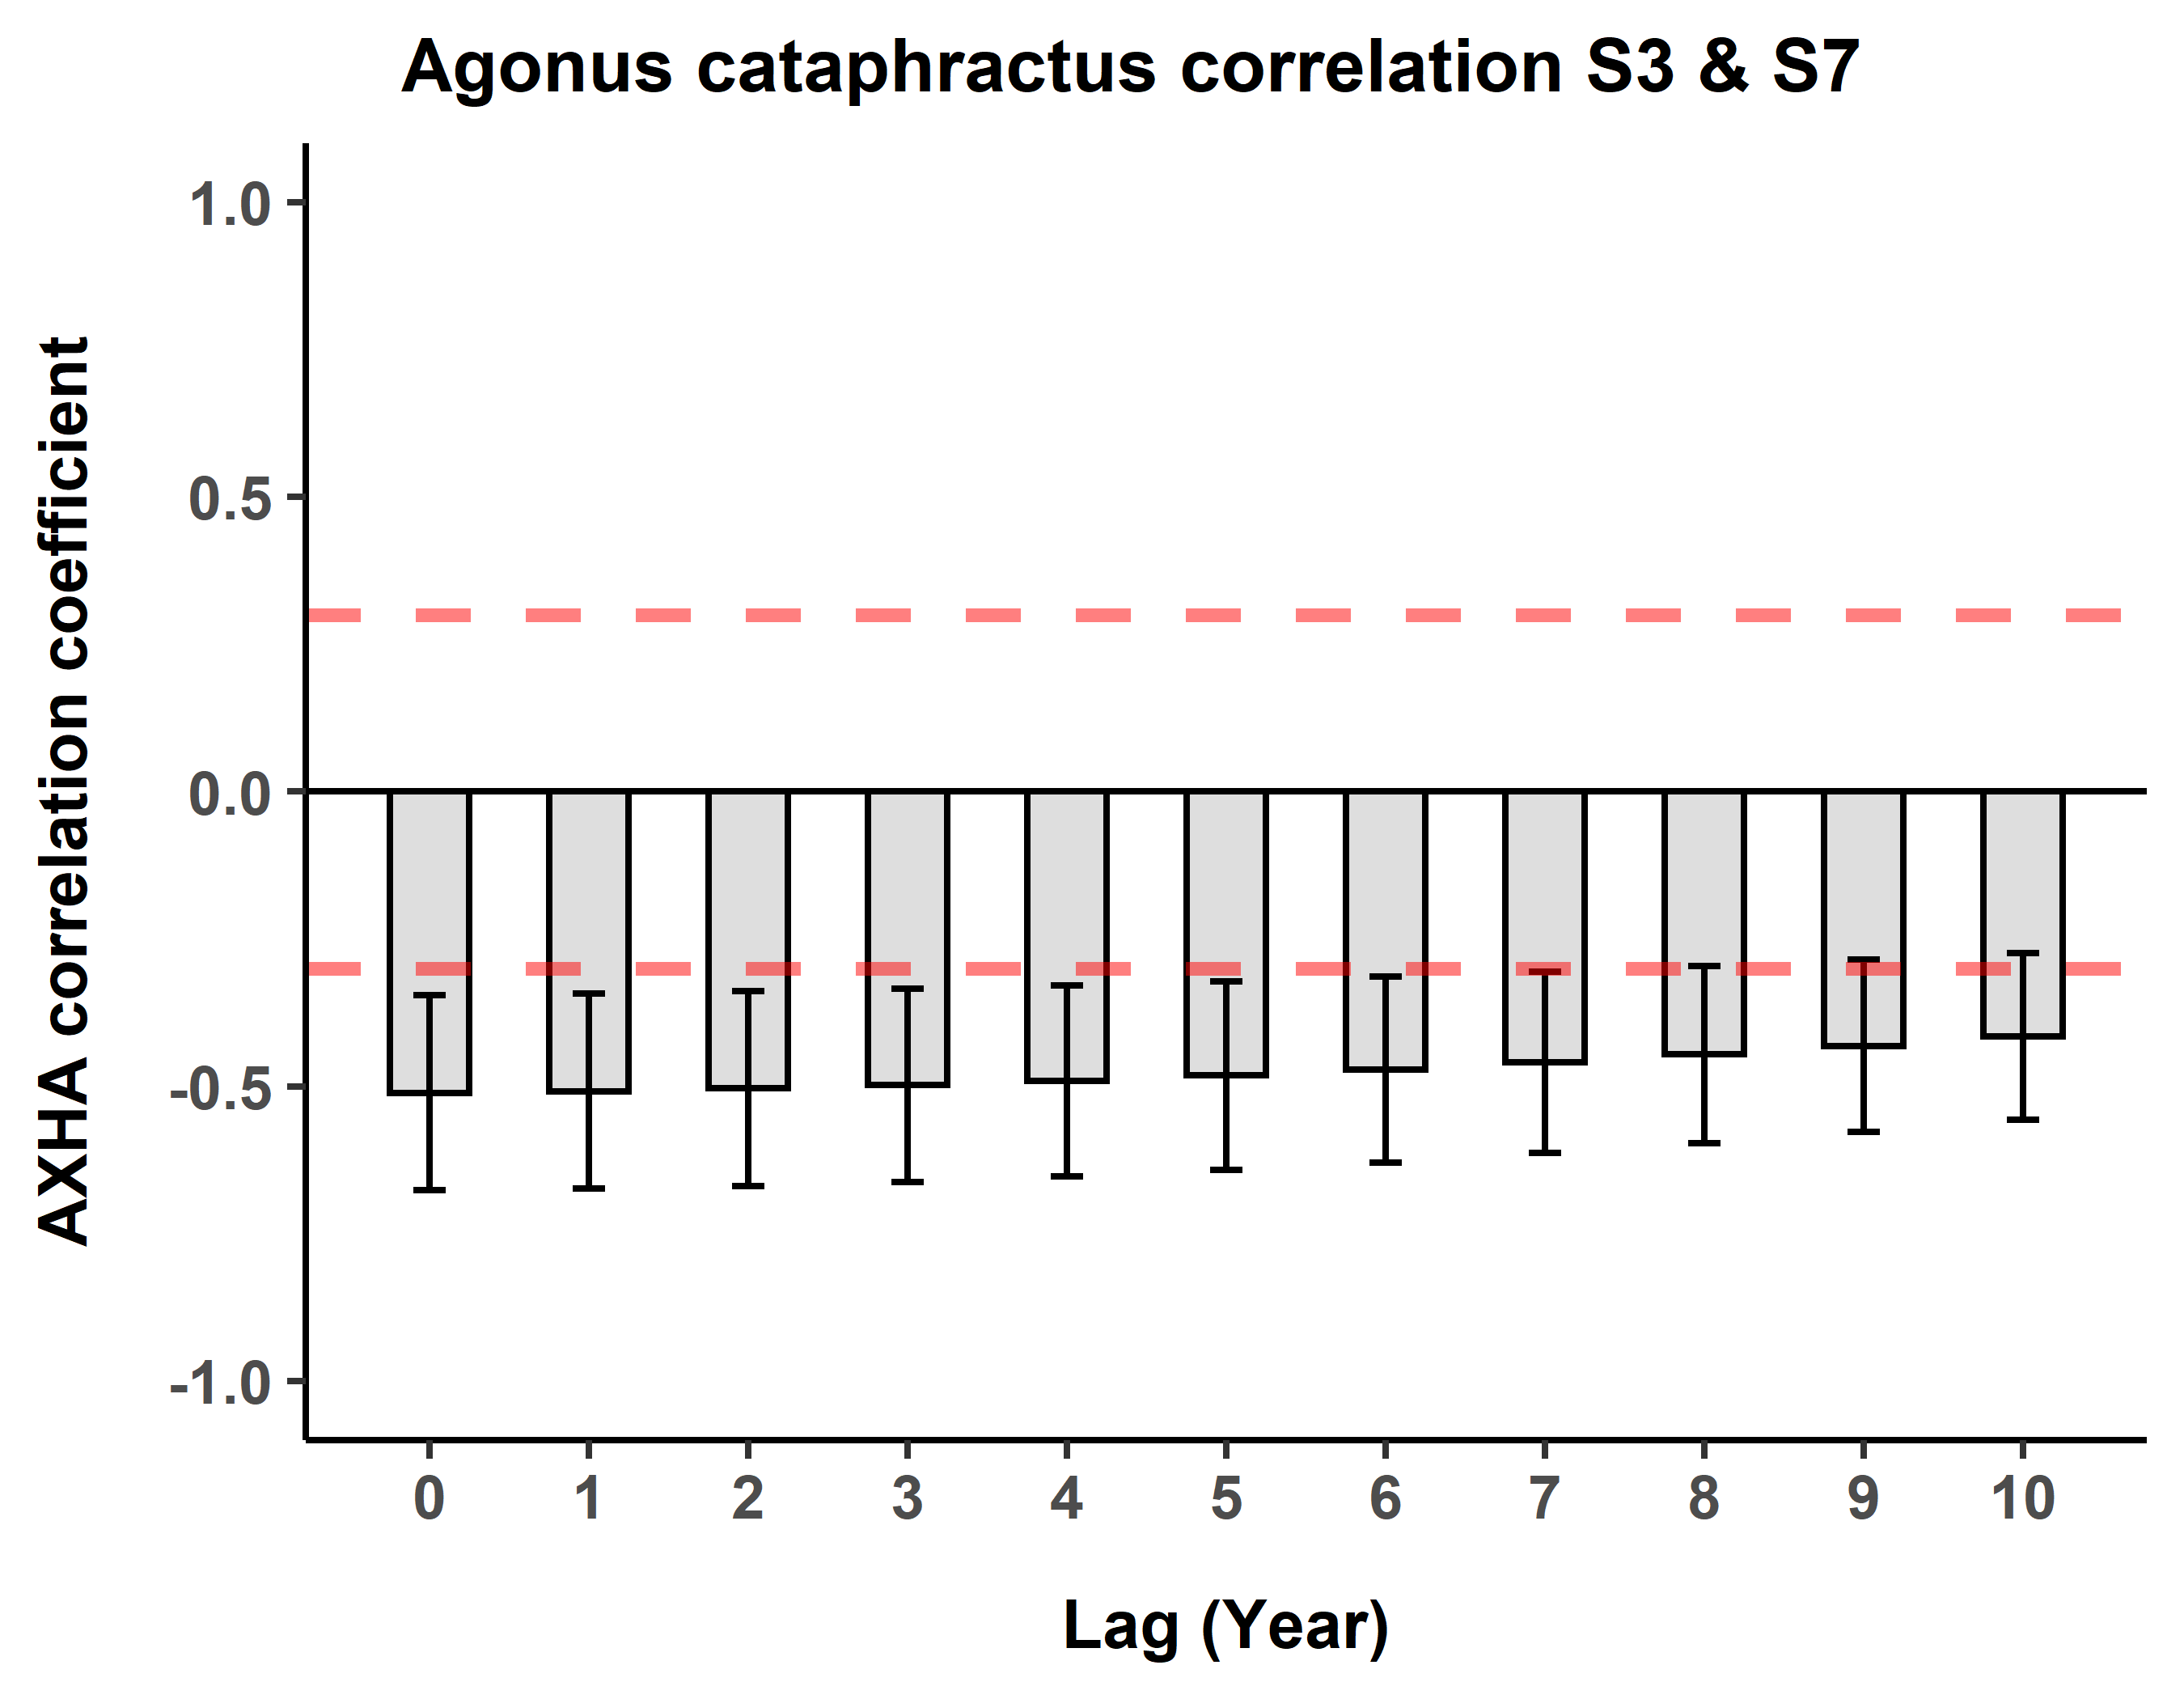 Agonus cataphractus correlation S3 & S7
AXHA correlation coefficient
1.0
0.5
0.0
-0.5
-1.0
0 1 2 3 4 5 6 7 8 9 10
Lag (Year)